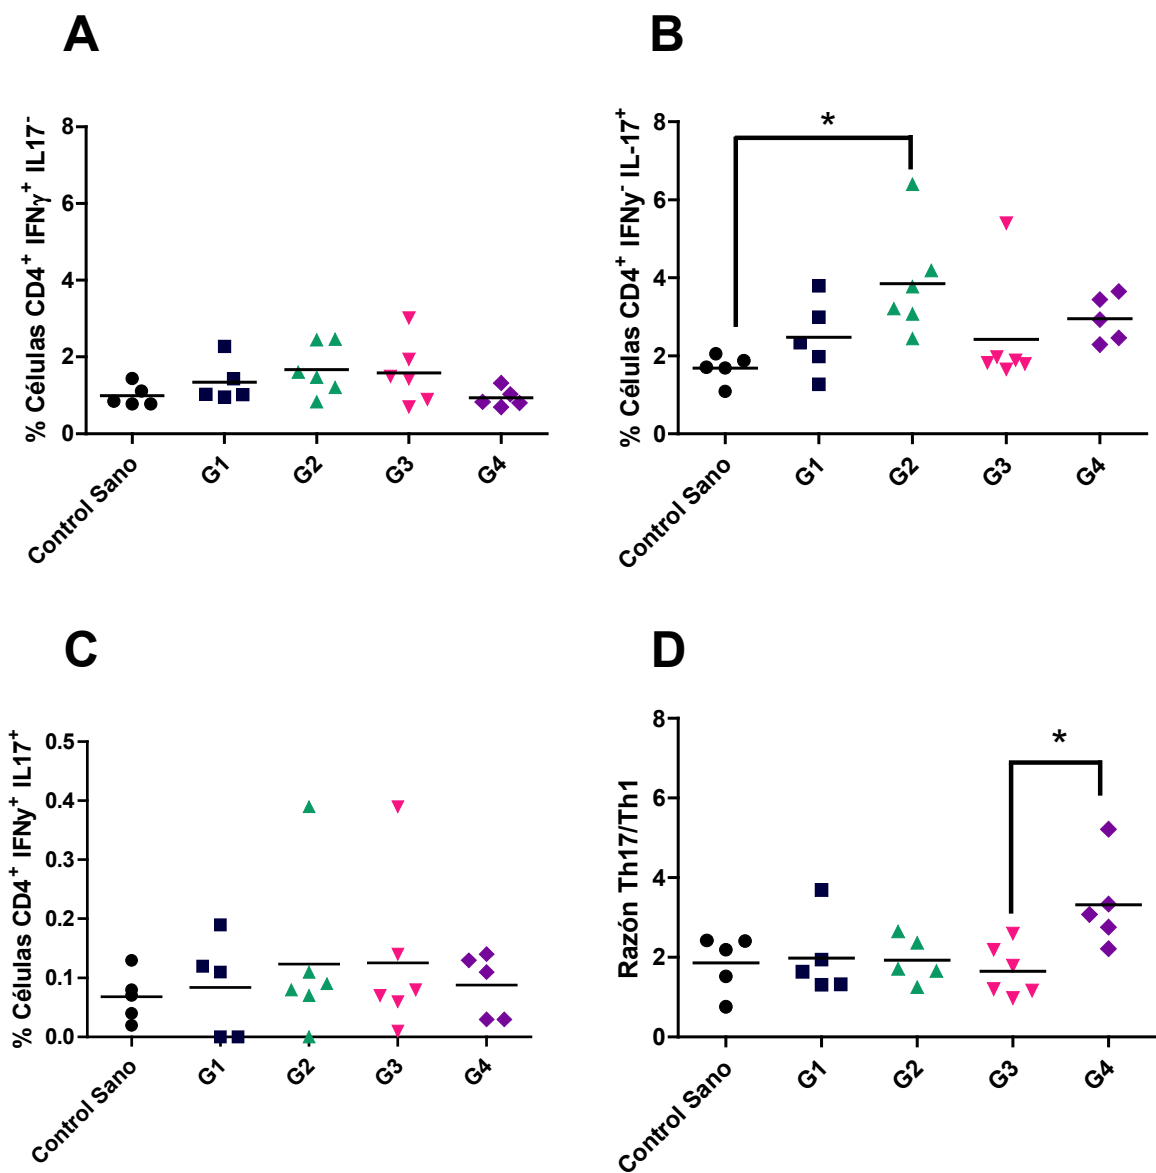 A
% Células CD4⁺ IFNγ⁺ IL17⁻
8
6
4
2
0
Control Sano
G1
G2
G3
G4
B
% Células CD4⁺ IFNy⁻ IL-17⁺
8
6
4
2
0
*
Control Sano
G1
G2
G3
G4
C
% Células CD4⁺ IFNy⁺ IL17⁺
0.5
0.4
0.3
0.2
0.1
0.0
Control Sano
G1
G2
G3
G4
D
Razón Th17/Th1
8
6
4
2
0
*
Control Sano
G1
G2
G3
G4